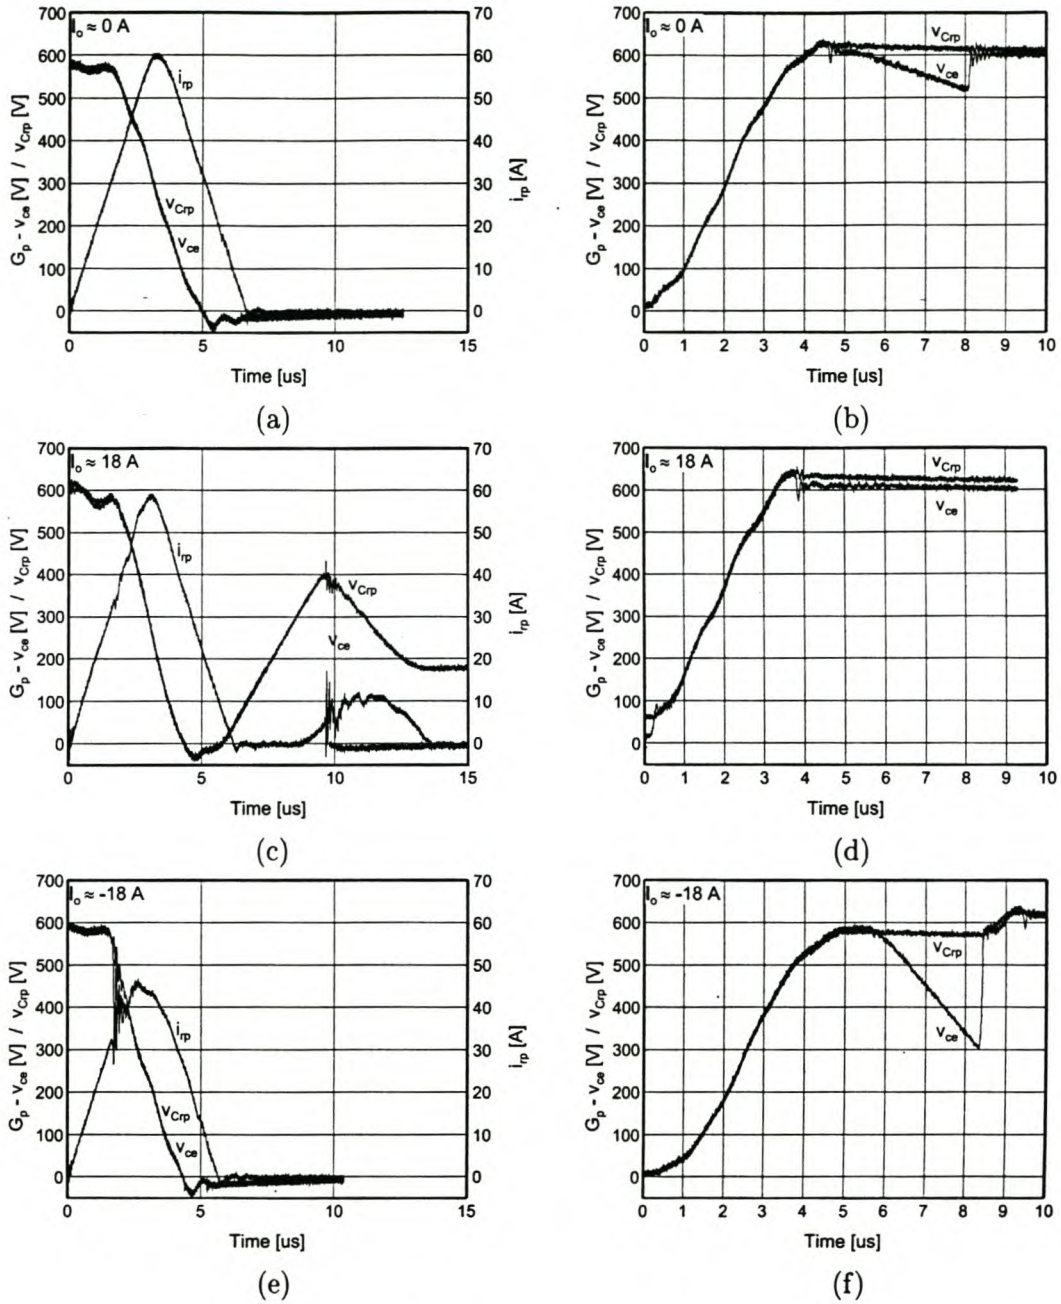 I_o ≈ 0 A
G_p - v_ce [V] / v_Crp [V]
700
600
500
400
300
200
100
0
i_rp
v_Crp
v_ce
70
60
50
40
30
20
10
0
i_rp [A]
0 5 10 15
Time [us]
(a)
I_o ≈ 0 A
G_p - v_ce [V] / v_Crp [V]
700
600
500
400
300
200
100
0
v_Crp
v_ce
0 1 2 3 4 5 6 7 8 9 10
Time [us]
(b)
I_o ≈ 18 A
G_p - v_ce [V] / v_Crp [V]
700
600
500
400
300
200
100
0
i_rp
v_Crp
v_ce
70
60
50
40
30
20
10
0
i_rp [A]
0 5 10 15
Time [us]
(c)
I_o ≈ 18 A
G_p - v_ce [V] / v_Crp [V]
700
600
500
400
300
200
100
0
v_Crp
v_ce
0 1 2 3 4 5 6 7 8 9 10
Time [us]
(d)
I_o ≈ -18 A
G_p - v_ce [V] / v_Crp [V]
700
600
500
400
300
200
100
0
i_rp
v_Crp
v_ce
70
60
50
40
30
20
10
0
i_rp [A]
0 5 10 15
Time [us]
(e)
I_o ≈ -18 A
G_p - v_ce [V] / v_Crp [V]
700
600
500
400
300
200
100
0
v_Crp
v_ce
0 1 2 3 4 5 6 7 8 9 10
Time [us]
(f)